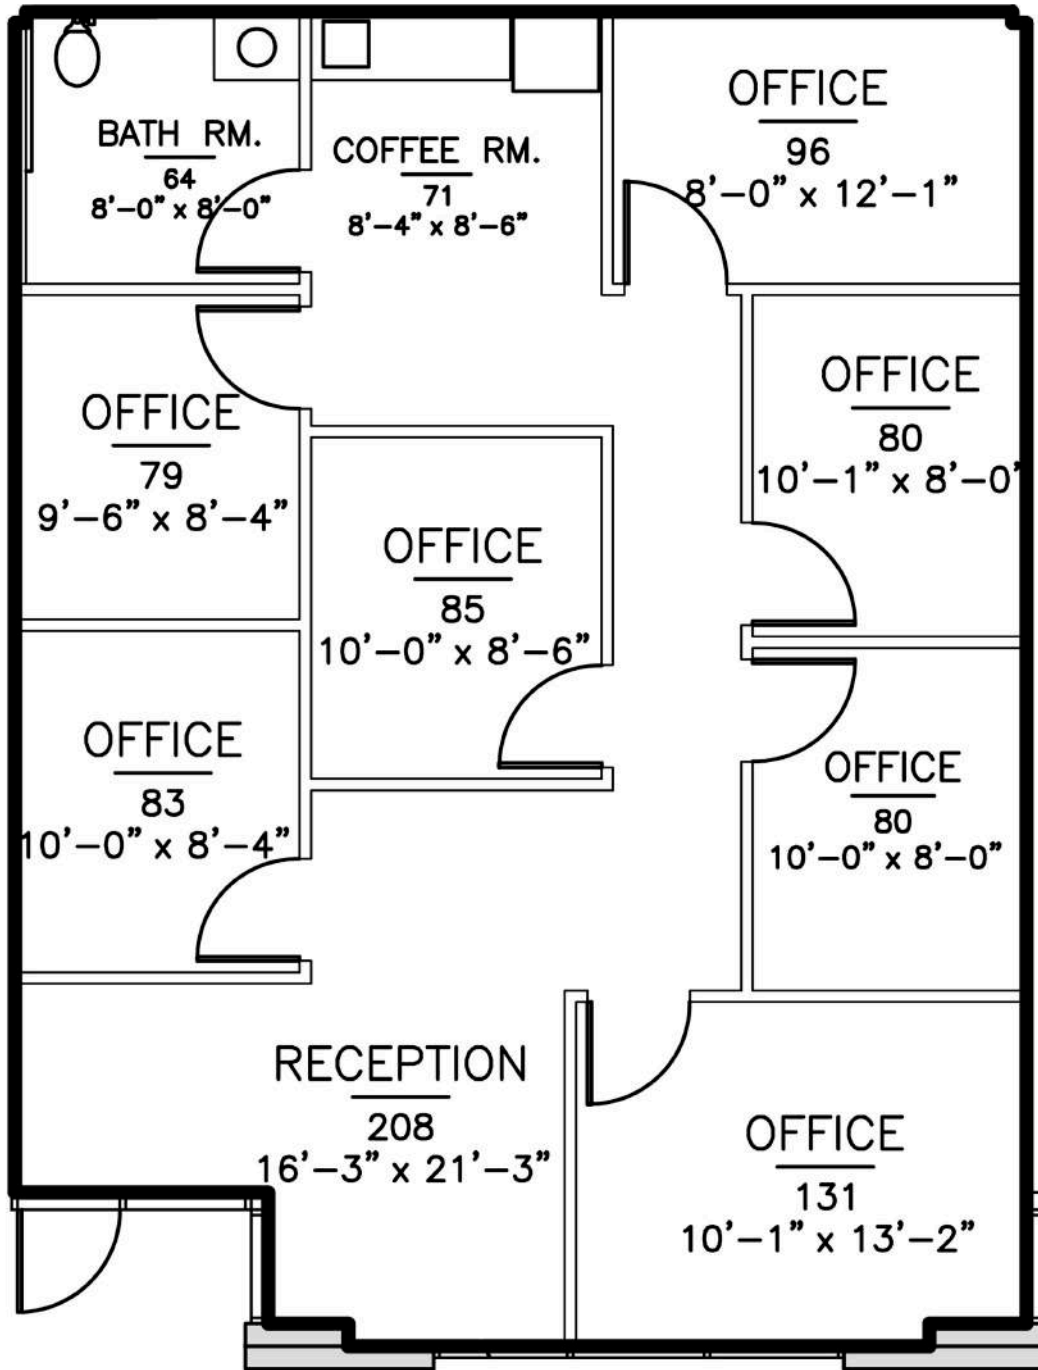 BATH RM.
64
8'-0" x 8'-0"
COFFEE RM.
71
8'-4" x 8'-6"
OFFICE
96
8'-0" x 12'-1"
OFFICE
79
9'-6" x 8'-4"
OFFICE
80
10'-1" x 8'-0"
OFFICE
85
10'-0" x 8'-6"
OFFICE
83
10'-0" x 8'-4"
OFFICE
80
10'-0" x 8'-0"
RECEPTION
208
16'-3" x 21'-3"
OFFICE
131
10'-1" x 13'-2"